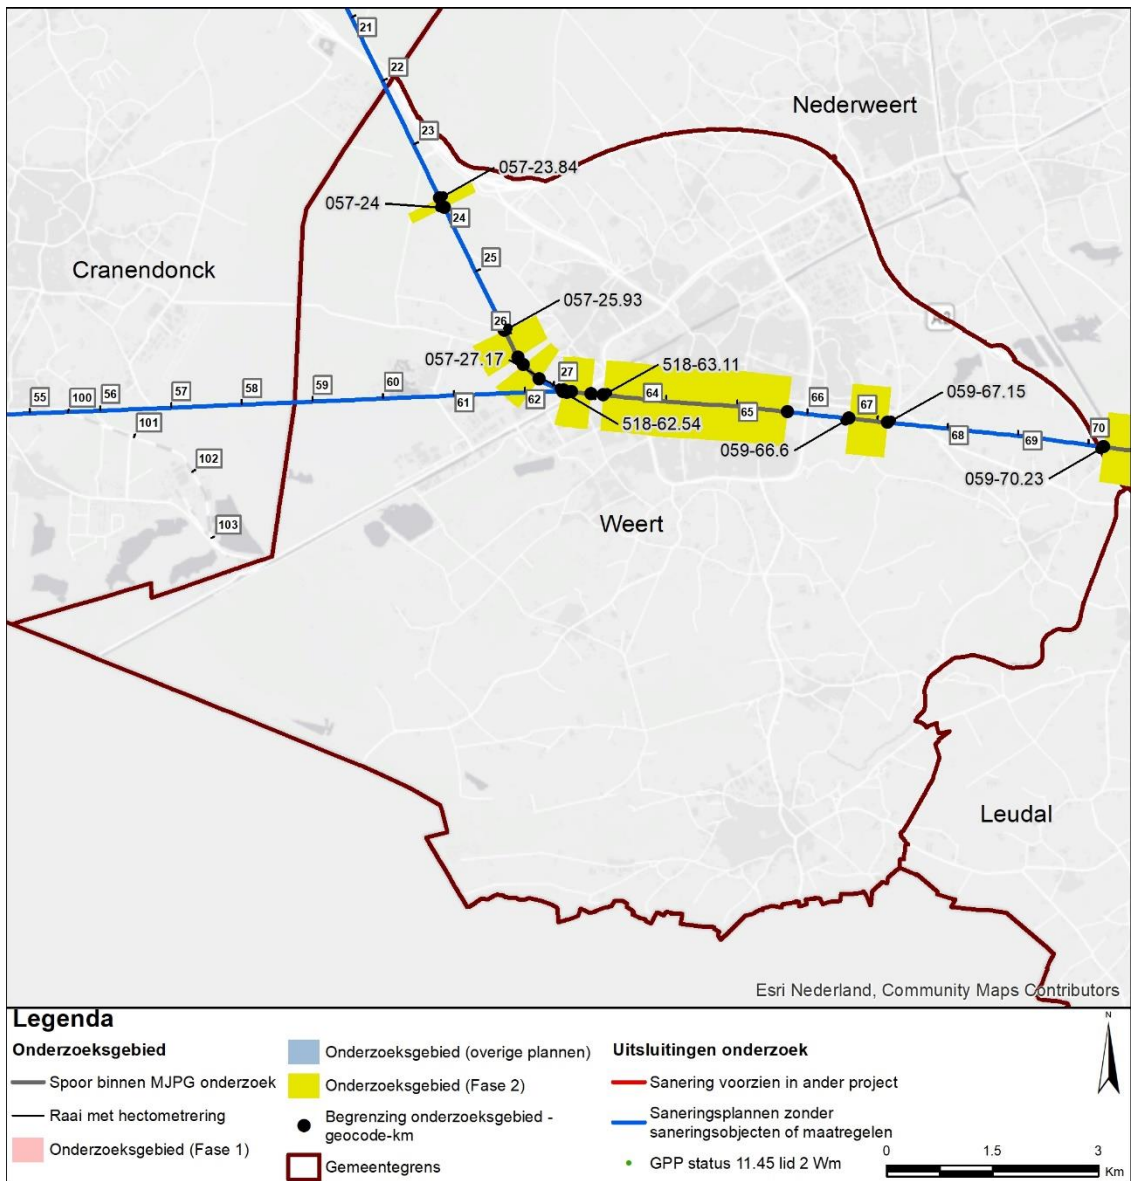 21
22
Nederweert
23
057-23.84
057-24
24
25
Cranendonck
057-25.93
26
A2
057-27.17
27
518-63.11
55
100
56
57
58
59
60
61
62
64
65
66
67
059-67.15
101
518-62.54
059-66.6
68
69
70
102
059-70.23
103
Weert
Leudal
Esri Nederland, Community Maps Contributors
Legenda
Onderzoeksgebied
Spoor binnen MJPG onderzoek
Raai met hectometrering
Onderzoeksgebied (Fase 1)
Onderzoeksgebied (overige plannen)
Onderzoeksgebied (Fase 2)
Begrenzing onderzoeksgebied -
geocode-km
Gemeentegrens
Uitsluitingen onderzoek
Sanering voorzien in ander project
Saneringsplannen zonder
saneringsobjecten of maatregelen
GPP status 11.45 lid 2 Wm
N
0 1.5 3
Km